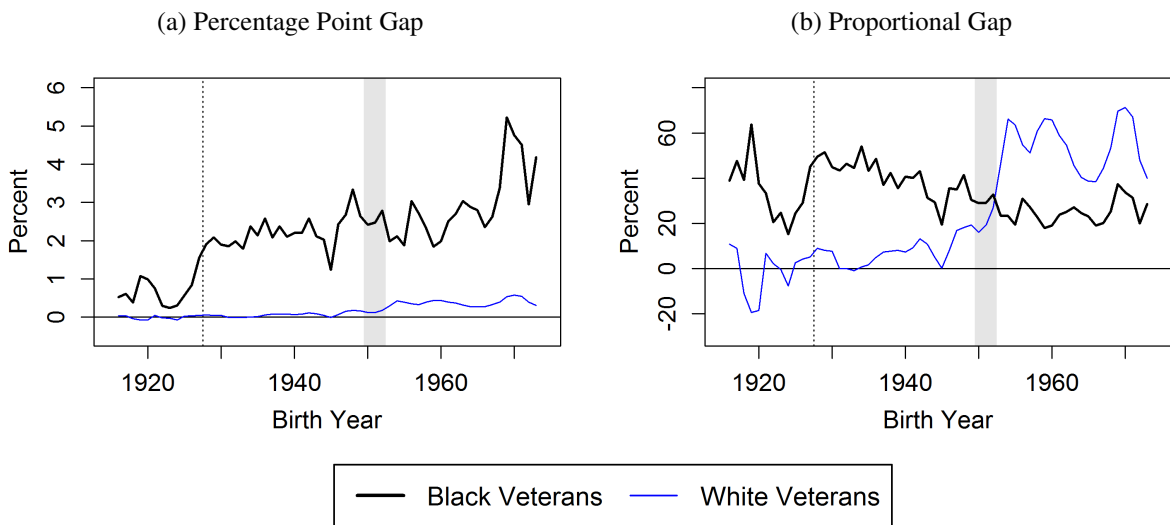 (a) Percentage Point Gap
Percent
6
5
4
3
2
1
0
1920
1940
1960
Birth Year
(b) Proportional Gap
Percent
60
20
0
-20
1920
1940
1960
Birth Year
Black Veterans
White Veterans